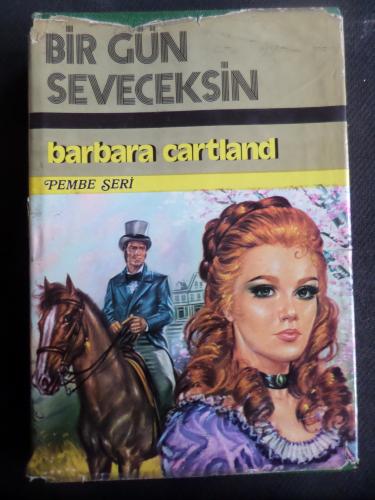 BİR GÜN
SEVECEKSİN
barbara cartland
PEMBE SERİ